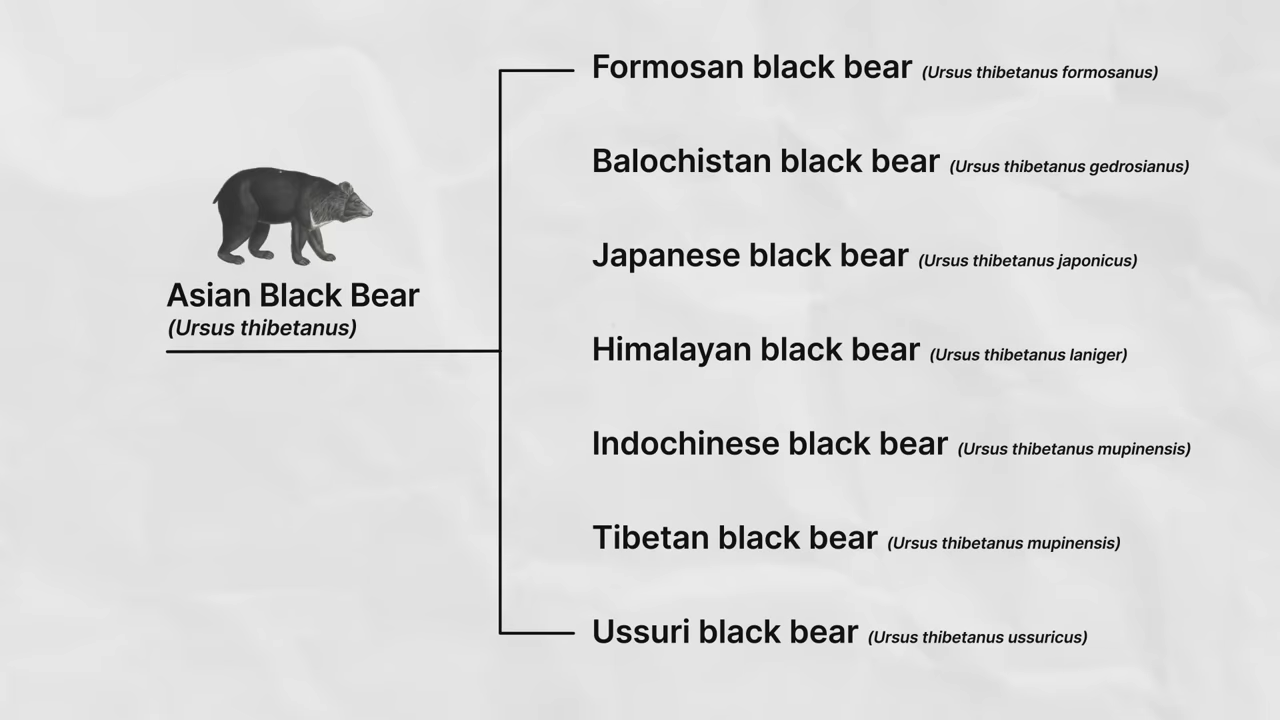 Formosan black bear (Ursus thibetanus formosanus)
Balochistan black bear (Ursus thibetanus gedrosianus)
Japanese black bear (Ursus thibetanus japonicus)
Asian Black Bear
(Ursus thibetanus)
Himalayan black bear (Ursus thibetanus laniger)
Indochinese black bear (Ursus thibetanus mupinensis)
Tibetan black bear (Ursus thibetanus mupinensis)
Ussuri black bear (Ursus thibetanus ussuricus)